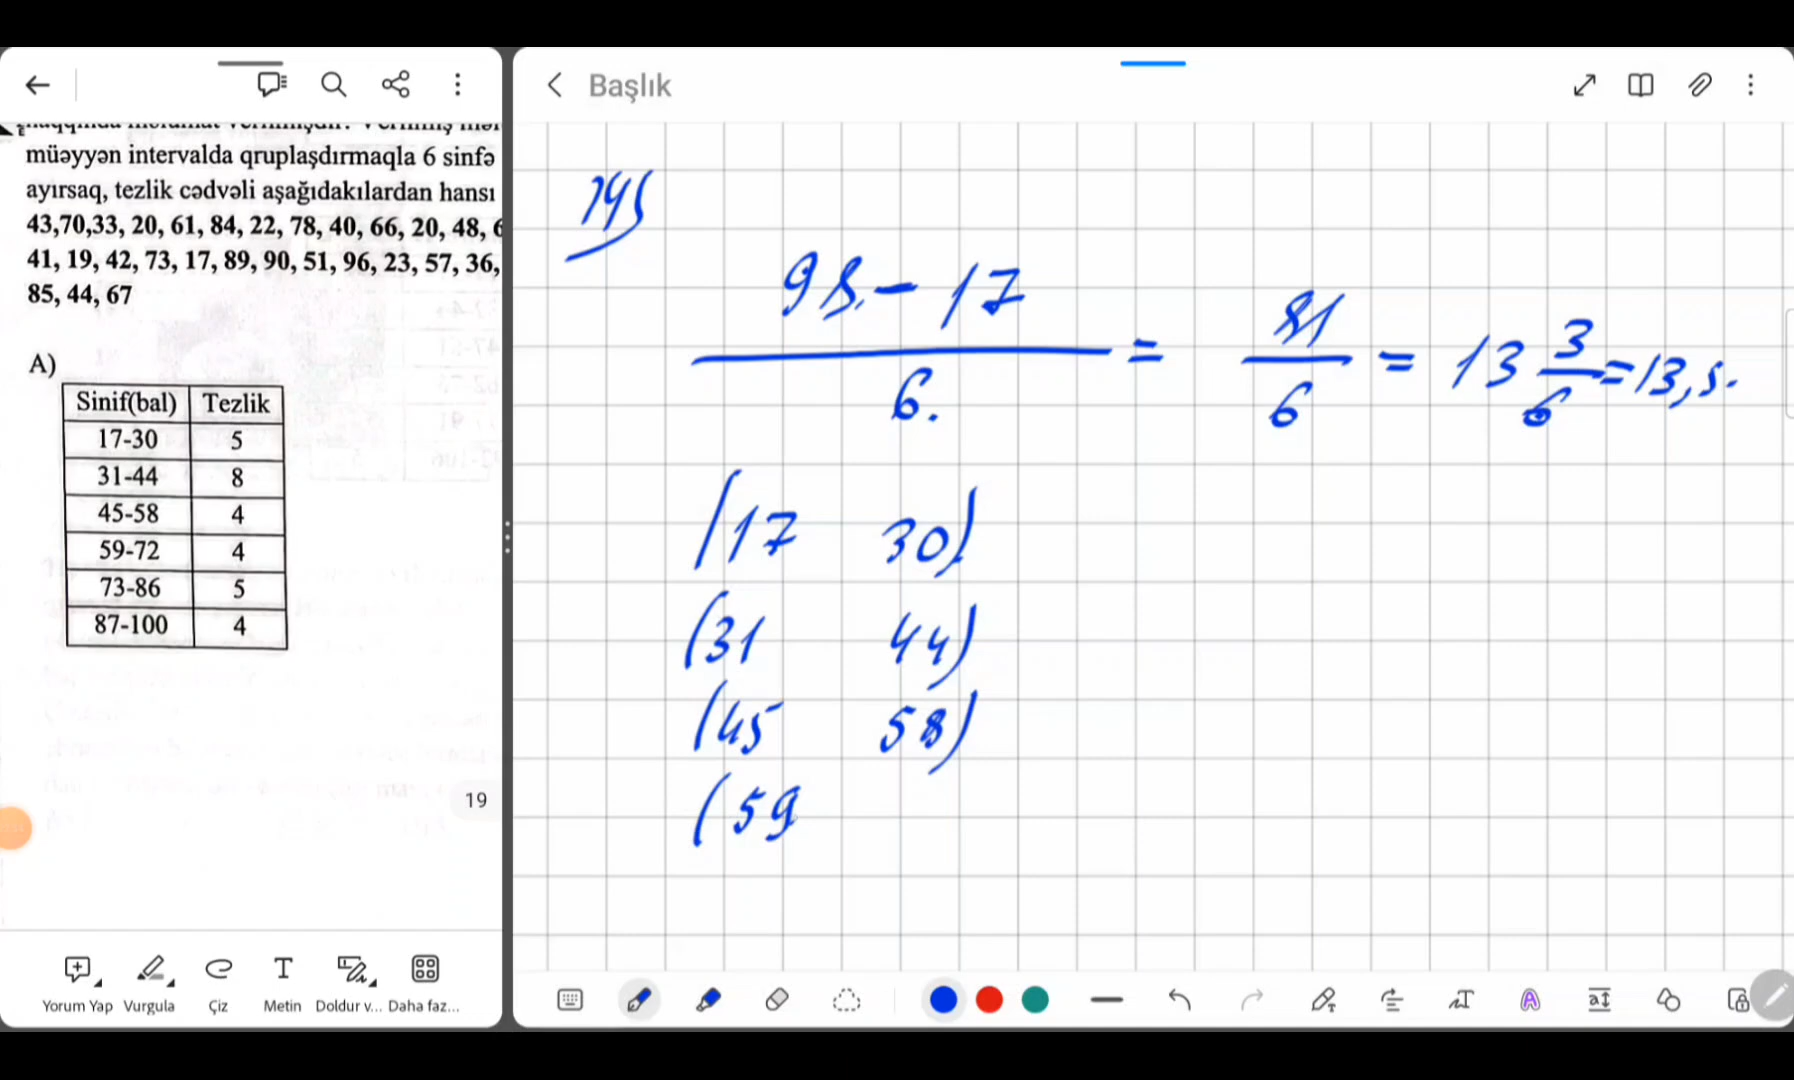 müəyyən intervalda qruplaşdırmaqla 6 sinfə
ayırsaq, tezlik cədvəli aşağıdakılardan hansı
43,70,33, 20, 61, 84, 22, 78, 40, 66, 20, 48, 6
41, 19, 42, 73, 17, 89, 90, 51, 96, 23, 57, 36,
85, 44, 67
A)
Sinif(bal) Tezlik
17-30 5
31-44 8
45-58 4
59-72 4
73-86 5
87-100 4
19
Yorum Yap Vurgula Çiz Metin Doldur v... Daha faz...
Başlık
145
98 - 17
6. = 81/6 = 13 3/6 = 13,5.
(17 30)
(31 44)
(45 58)
(59